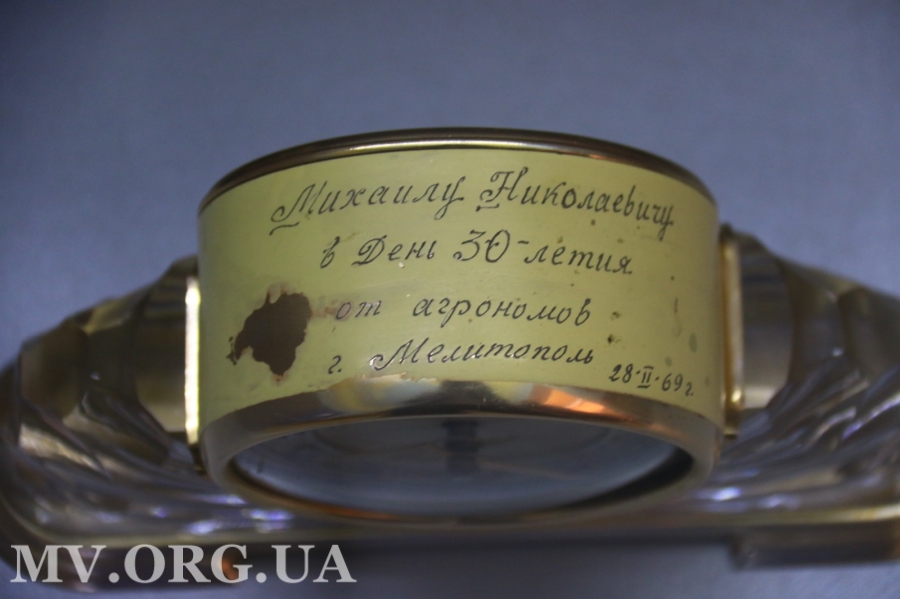 Михаилу Николаевичу
в День 30-летия
от агрономов
г. Мелитополь
28·II·69г.
MV.ORG.UA